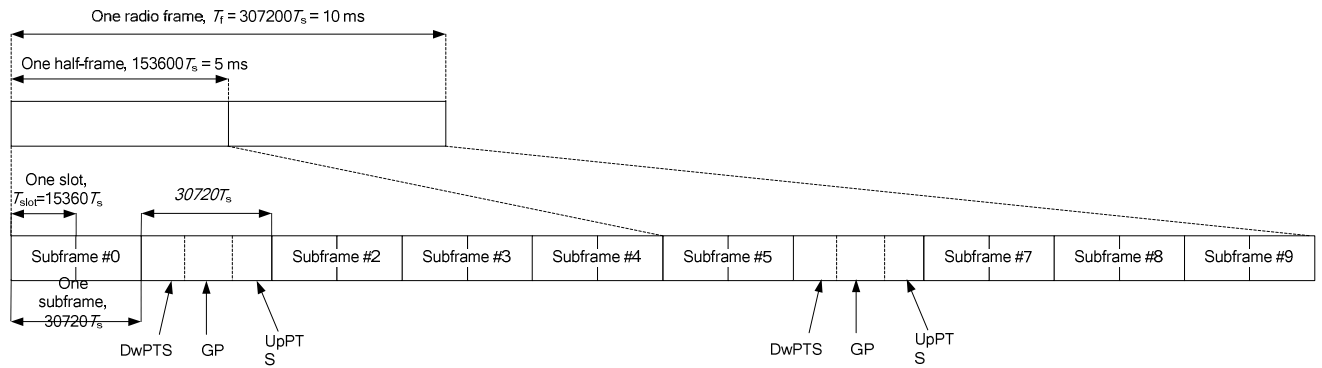 One radio frame, Tf = 307200Ts = 10 ms
One half-frame, 153600Ts = 5 ms
One slot,
Tslot=15360Ts
30720Ts
Subframe #0
Subframe #2
Subframe #3
Subframe #4
Subframe #5
Subframe #7
Subframe #8
Subframe #9
One
subframe,
30720Ts
DwPTS
GP
UpPT
S
DwPTS
GP
UpPT
S